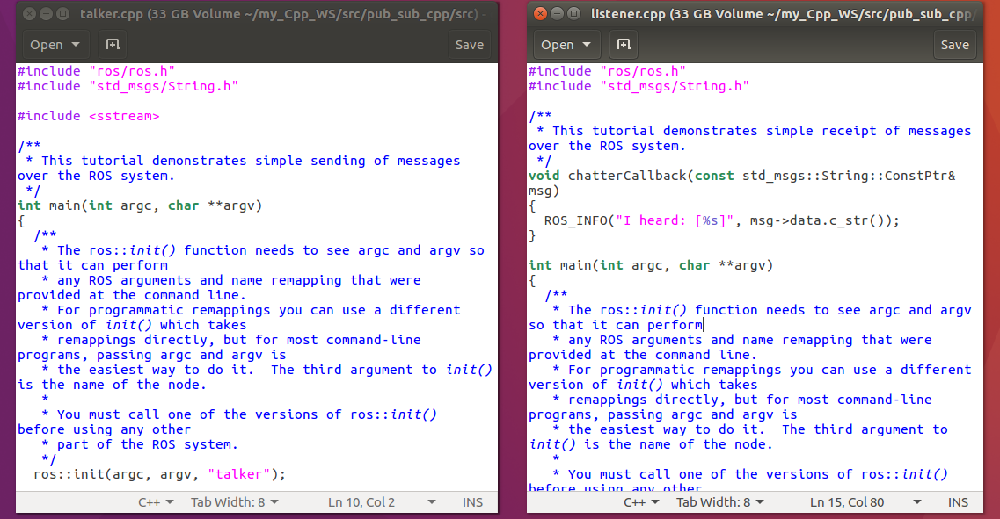 talker.cpp (33 GB Volume ~/my_Cpp_WS/src/pub_sub_cpp/src) -
Open
Save
#include "ros/ros.h"
#include "std_msgs/String.h"
#include <sstream>
/**
 * This tutorial demonstrates simple sending of messages
over the ROS system.
 */
int main(int argc, char **argv)
{
  /**
   * The ros::init() function needs to see argc and argv so
that it can perform
   * any ROS arguments and name remapping that were
provided at the command line.
   * For programmatic remappings you can use a different
version of init() which takes
   * remappings directly, but for most command-line
programs, passing argc and argv is
   * the easiest way to do it.  The third argument to init()
is the name of the node.
   *
   * You must call one of the versions of ros::init()
before using any other
   * part of the ROS system.
   */
  ros::init(argc, argv, "talker");
C++ Tab Width: 8 Ln 10, Col 2 INS
listener.cpp (33 GB Volume ~/my_Cpp_WS/src/pub_sub_cpp/
Open
Save
#include "ros/ros.h"
#include "std_msgs/String.h"
/**
 * This tutorial demonstrates simple receipt of messages
over the ROS system.
 */
void chatterCallback(const std_msgs::String::ConstPtr&
msg)
{
  ROS_INFO("I heard: [%s]", msg->data.c_str());
}
int main(int argc, char **argv)
{
  /**
   * The ros::init() function needs to see argc and argv
so that it can perform
   * any ROS arguments and name remapping that were
provided at the command line.
   * For programmatic remappings you can use a different
version of init() which takes
   * remappings directly, but for most command-line
programs, passing argc and argv is
   * the easiest way to do it.  The third argument to
init() is the name of the node.
   *
   * You must call one of the versions of ros::init()
before using any other
C++ Tab Width: 8 Ln 15, Col 80 INS